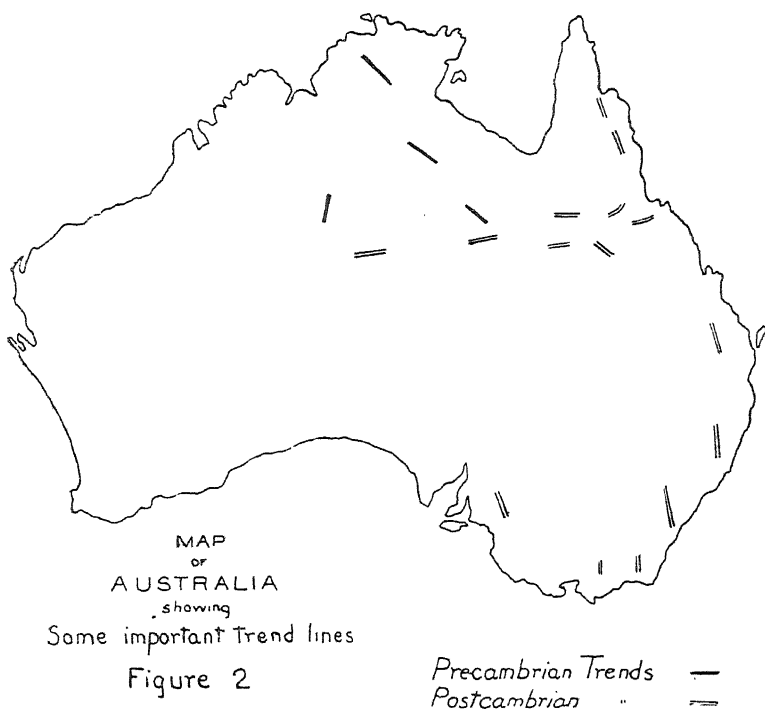 MAP
OF
AUSTRALIA
showing
Some important trend lines
Figure 2
Precambrian Trends
Postcambrian "